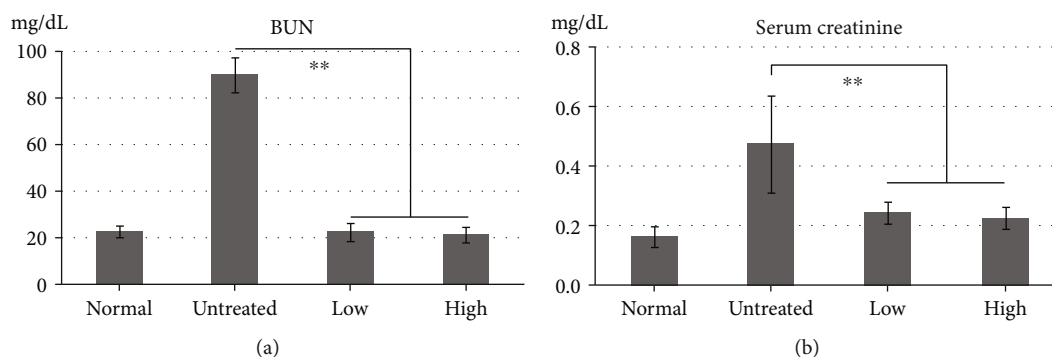 mg/dL
BUN
100
80
60
40
20
0
**
Normal Untreated Low High
(a)
mg/dL
Serum creatinine
0.8
0.6
0.4
0.2
0.0
**
Normal Untreated Low High
(b)